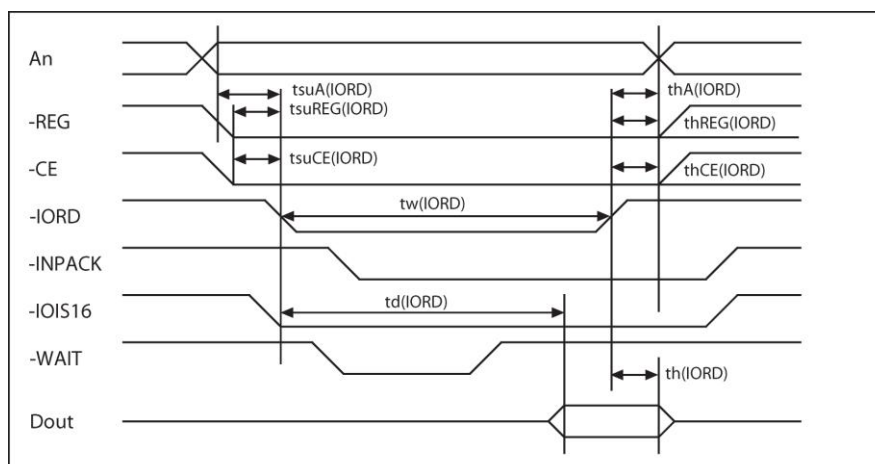 An
tsuA(IORD)
thA(IORD)
-REG
tsuREG(IORD)
thREG(IORD)
-CE
tsuCE(IORD)
thCE(IORD)
-IORD
tw(IORD)
-INPACK
-IOIS16
td(IORD)
-WAIT
th(IORD)
Dout